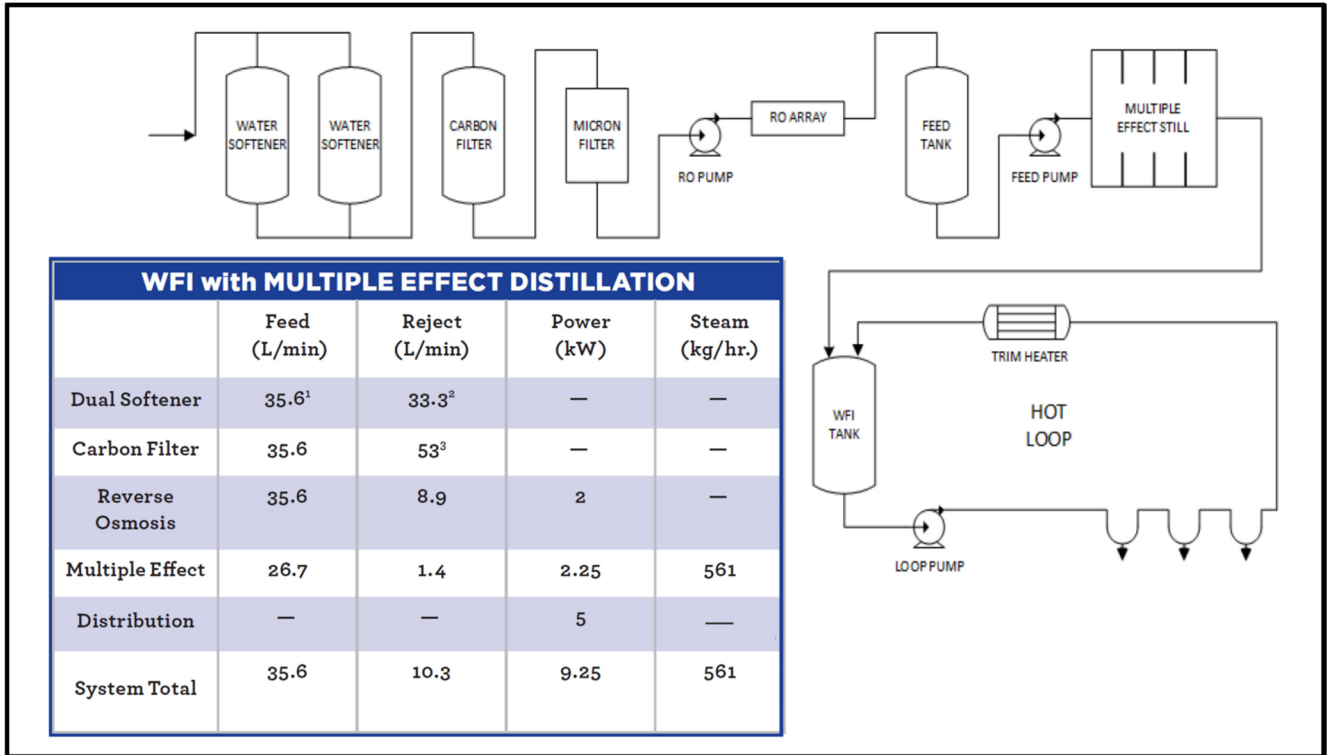 WATER
SOFTENER
WATER
SOFTENER
CARBON
FILTER
MICRON
FILTER
RO PUMP
RO ARRAY
FEED
TANK
FEED PUMP
MULTIPLE
EFFECT STILL
WFI with MULTIPLE EFFECT DISTILLATION
Feed Reject Power Steam
(L/min) (L/min) (kW) (kg/hr.)
Dual Softener 35.6¹ 33.3² — —
Carbon Filter 35.6 53³ — —
Reverse 35.6 8.9 2 —
Osmosis
Multiple Effect 26.7 1.4 2.25 561
Distribution — — 5 —
System Total 35.6 10.3 9.25 561
TRIM HEATER
WFI
TANK
HOT
LOOP
LOOP PUMP